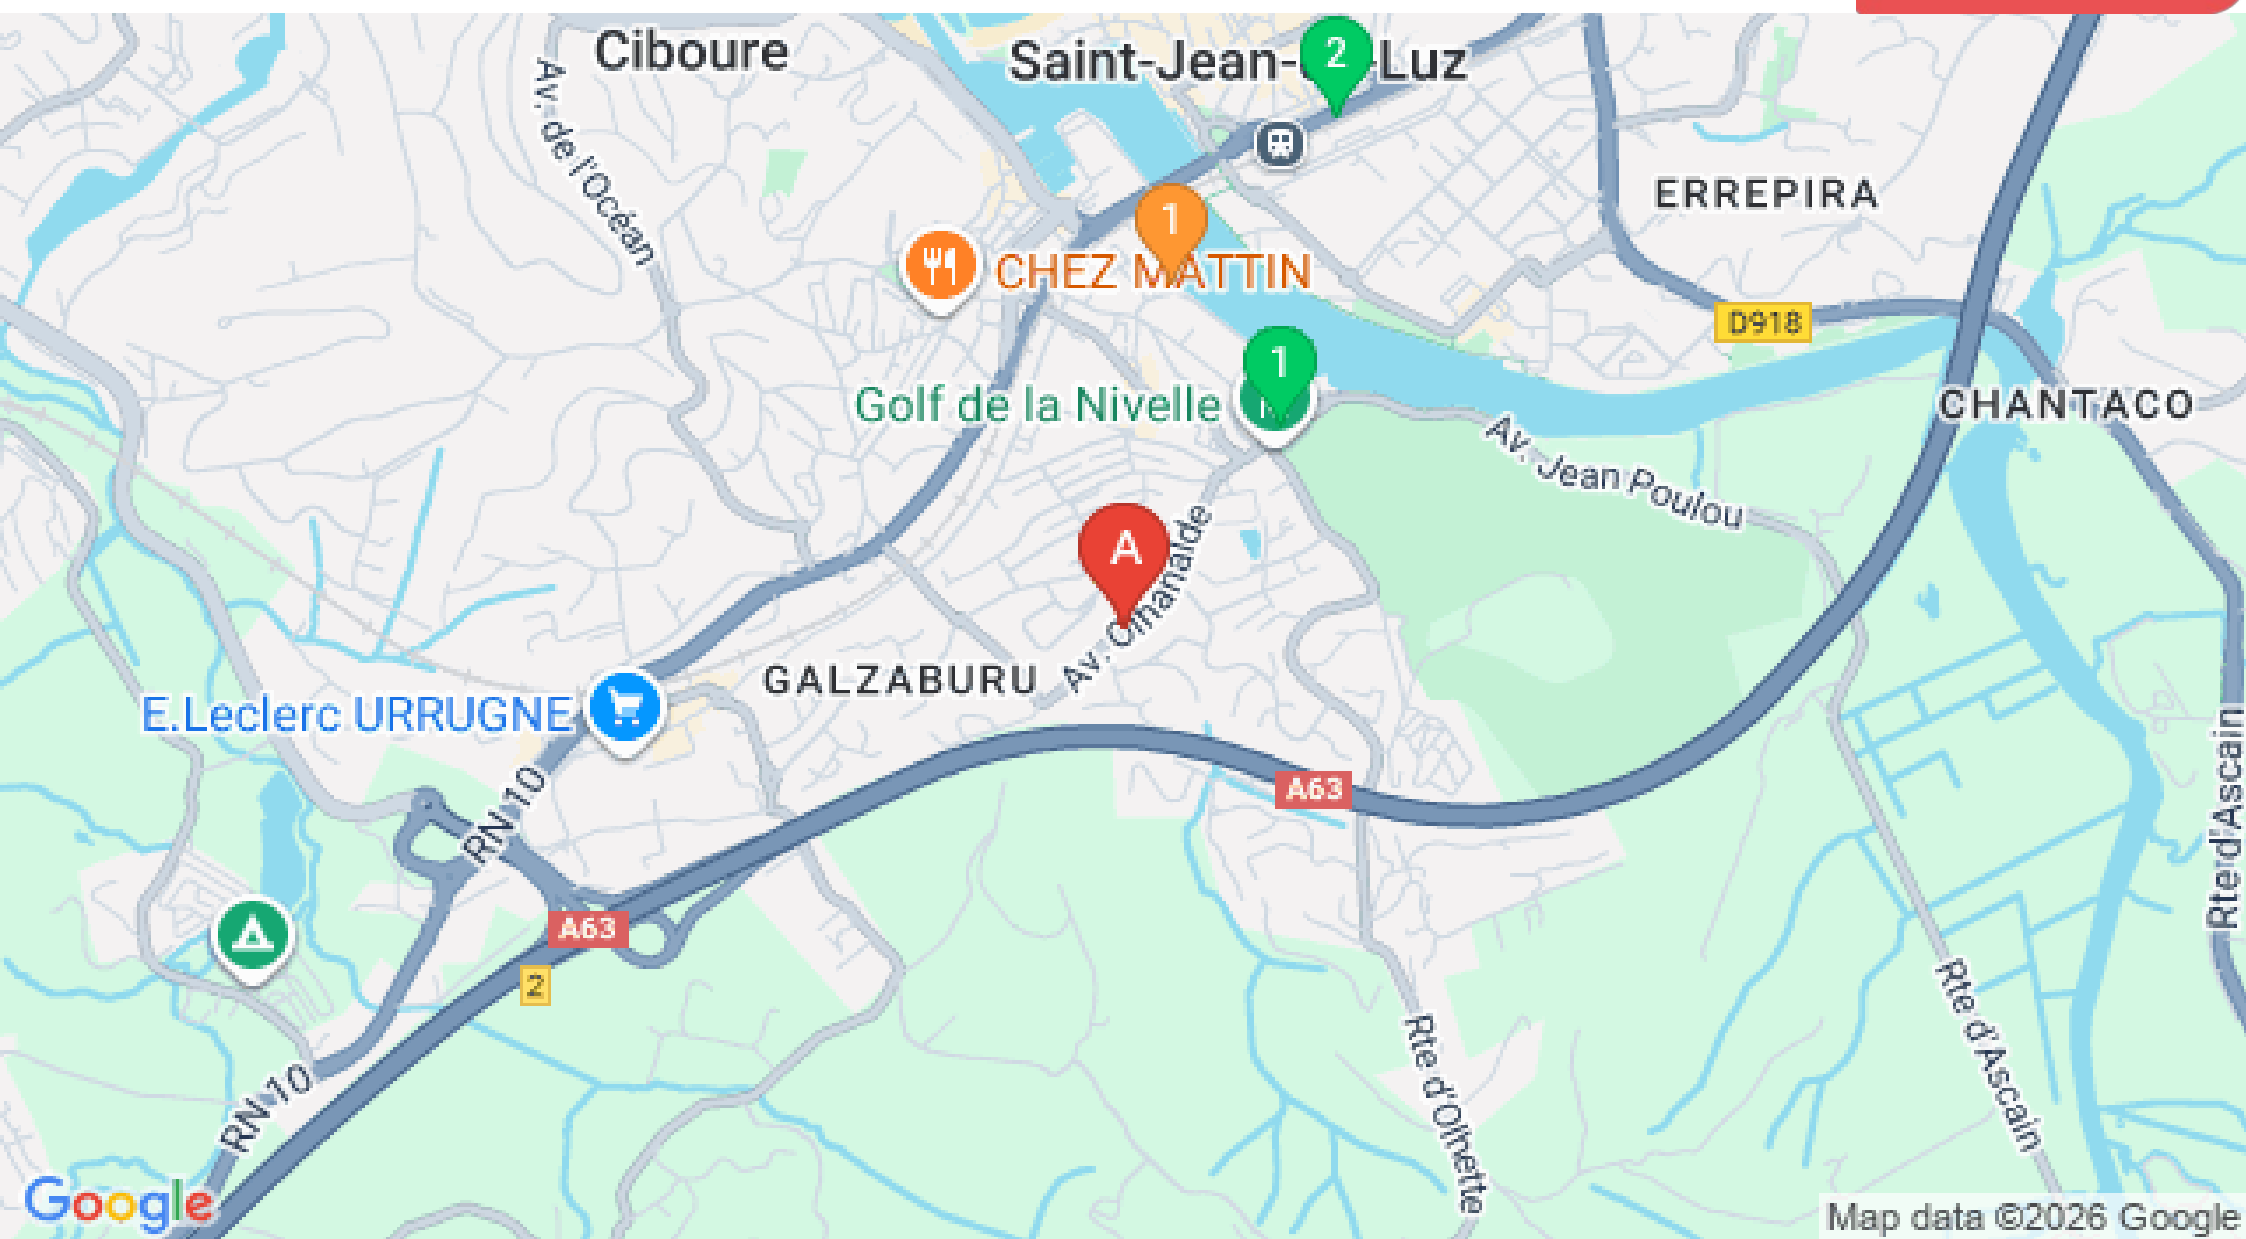 Ciboure
Saint-Jean-
-Luz
2
Av. de l'Océan
ERREPIRA
1
CHEZ MATTIN
D918
1
Golf de la Nivelle
CHANTACO
Av. Jean Poulou
A
Av. Olhanalde
GALZABURU
E.Leclerc URRUGNE
RN 10
A63
A63
2
Rte d'Ascain
Rte d'Ascain
Rte d'Olhette
RN 10
Google
Map data ©2026 Google